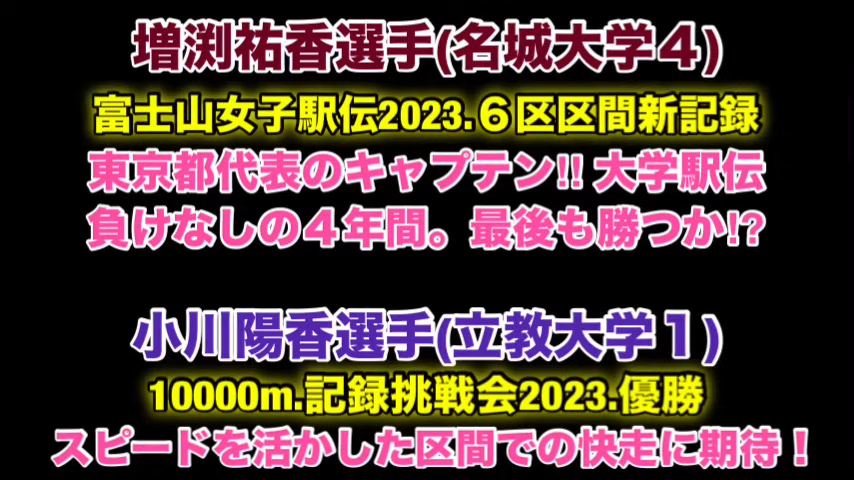 増渕祐香選手(名城大学４)
富士山女子駅伝2023.６区区間新記録
東京都代表のキャプテン!! 大学駅伝
負けなしの４年間。最後も勝つか!?
小川陽香選手(立教大学１)
10000m.記録挑戦会2023.優勝
スピードを活かした区間での快走に期待！